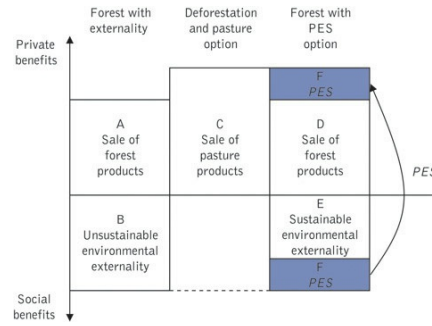 Forest with
externality
Deforestation
and pasture
option
Forest with
PES
option
Private
benefits
F
PES
A
Sale of
forest
products
C
Sale of
pasture
products
D
Sale of
forest
products
PES
B
Unsustainable
environmental
externality
E
Sustainable
environmental
externality
F
PES
Social
benefits